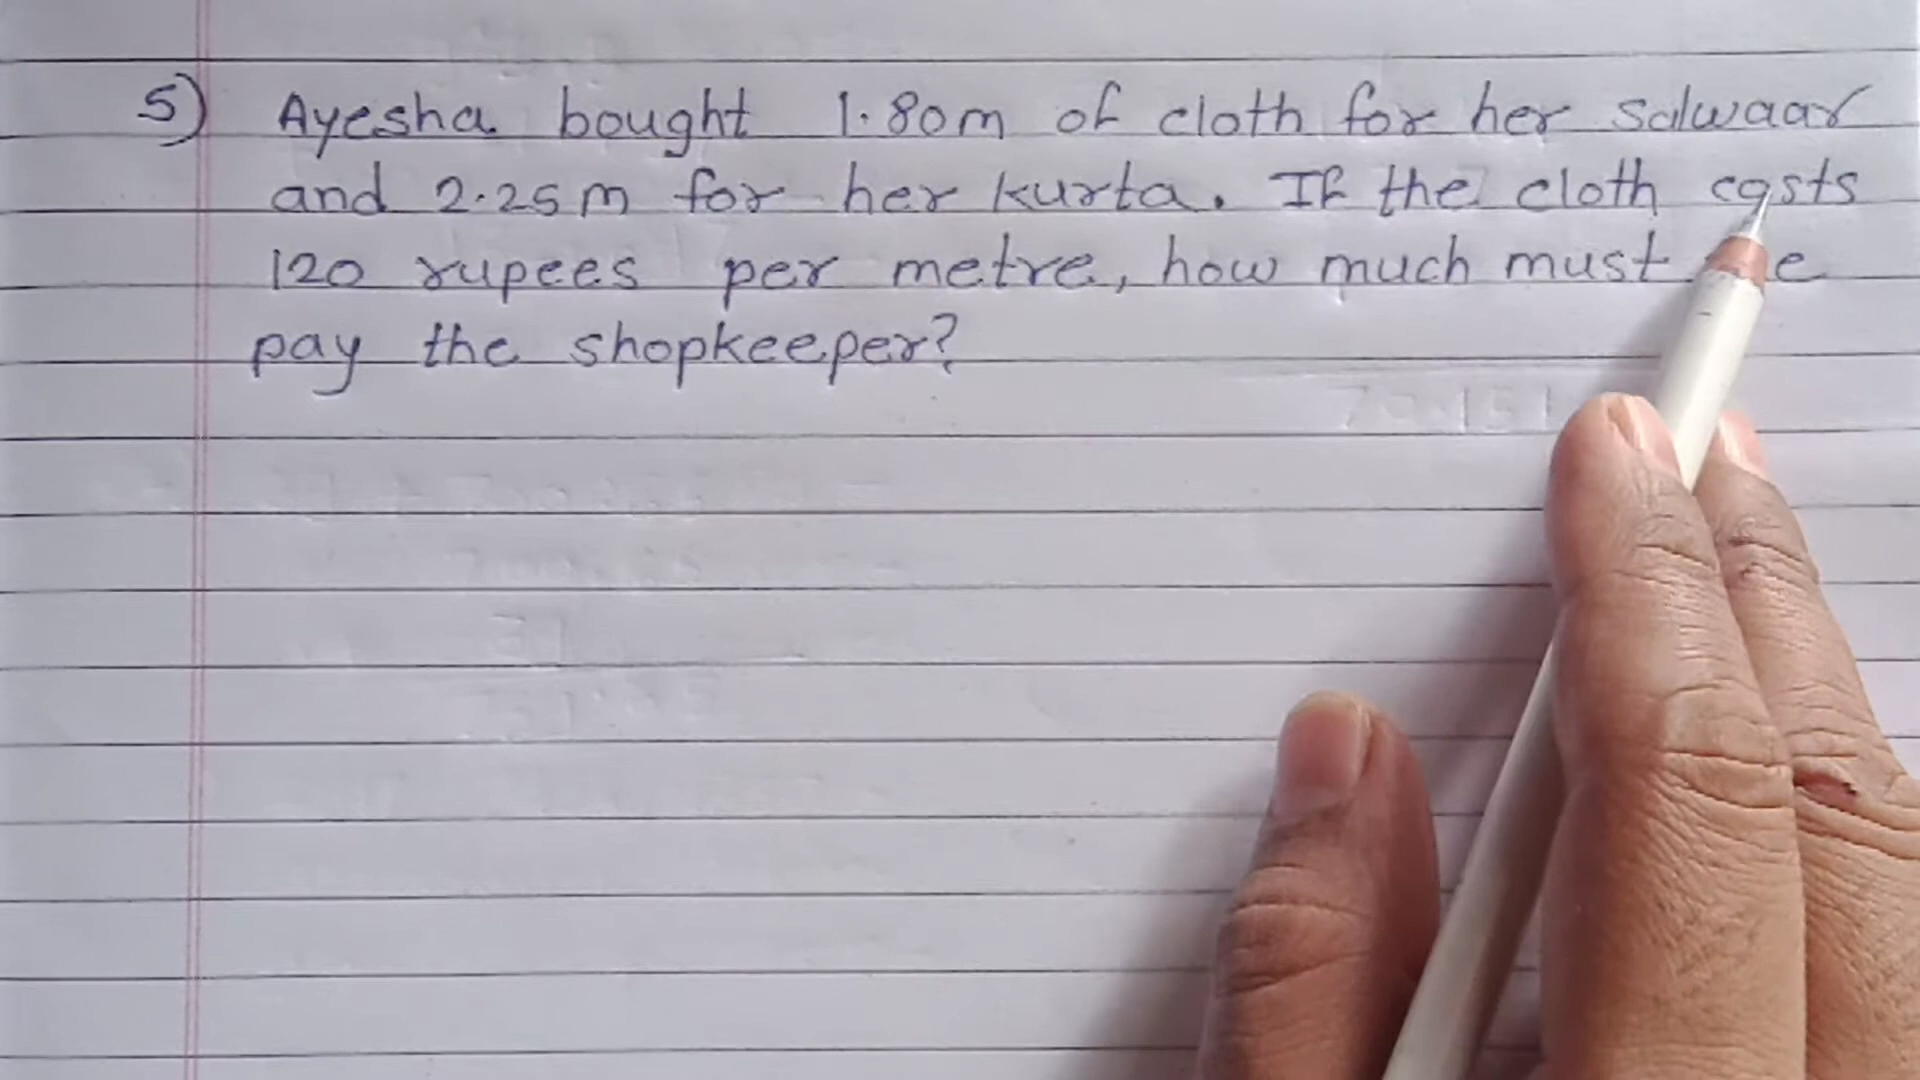 5) Ayesha bought 1.80m of cloth for her salwaar
and 2.25m for her kurta. If the cloth costs
120 rupees per metre, how much must
pay the shopkeeper?